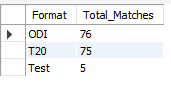 Format Total_Matches
ODI 76
T20 75
Test 5